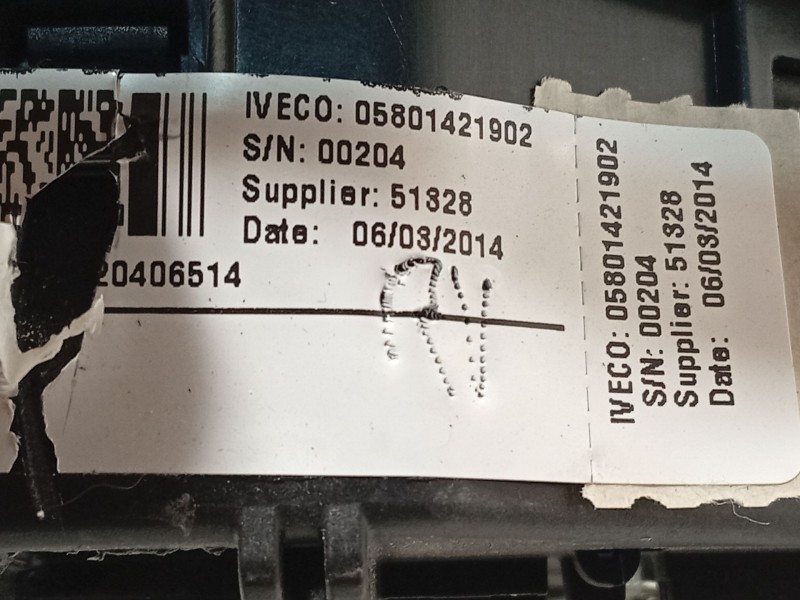 IVECO: 05801421902
S/N: 00204
Supplier: 51328
Date: 06/03/2014
20406514
IVECO: 05801421902
S/N: 00204
Supplier: 51328
Date: 06/03/2014